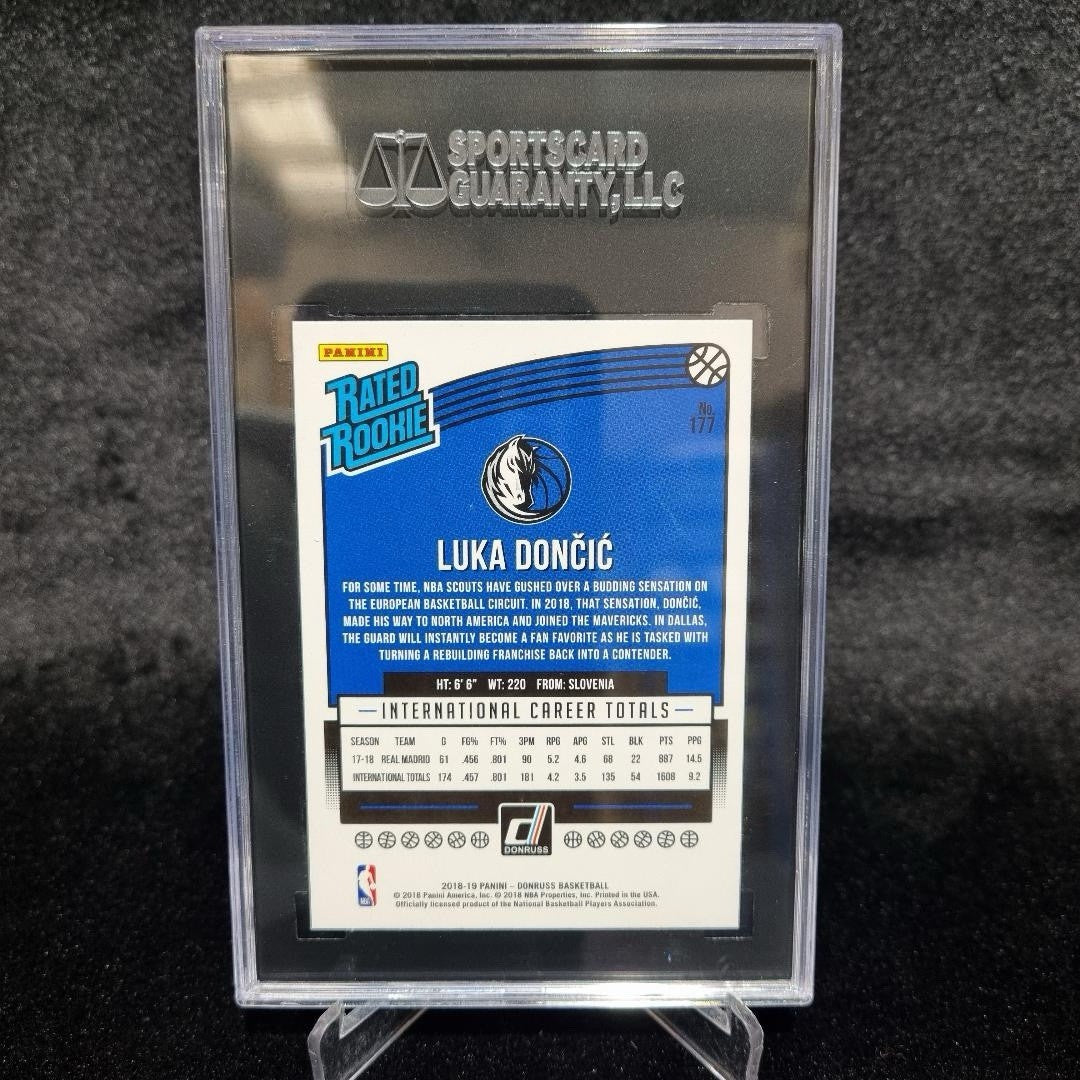 SPORTSCARD
GUARANTY, LLC
PANINI
RATED
ROOKIE
No.
177
LUKA DONČIĆ
FOR SOME TIME, NBA SCOUTS HAVE GUSHED OVER A BUDDING SENSATION ON
THE EUROPEAN BASKETBALL CIRCUIT. IN 2018, THAT SENSATION, DONČIĆ,
MADE HIS WAY TO NORTH AMERICA AND JOINED THE MAVERICKS. IN DALLAS,
THE GUARD WILL INSTANTLY BECOME A FAN FAVORITE AS HE IS TASKED WITH
TURNING A REBUILDING FRANCHISE BACK INTO A CONTENDER.
HT: 6' 6" WT: 220 FROM: SLOVENIA
INTERNATIONAL CAREER TOTALS
SEASON TEAM G FG% FT% 3PM RPG APG STL BLK PTS PPG
17-18 REAL MADRID 61 .456 .801 90 5.2 4.6 68 22 887 14.5
INTERNATIONAL TOTALS 174 .457 .801 181 4.2 3.5 135 54 1608 9.2
DONRUSS
NBA
2018-19 PANINI – DONRUSS BASKETBALL
© 2018 Panini America, Inc. © 2018 NBA Properties, Inc. Printed in the USA.
Officially licensed product of the National Basketball Players Association.